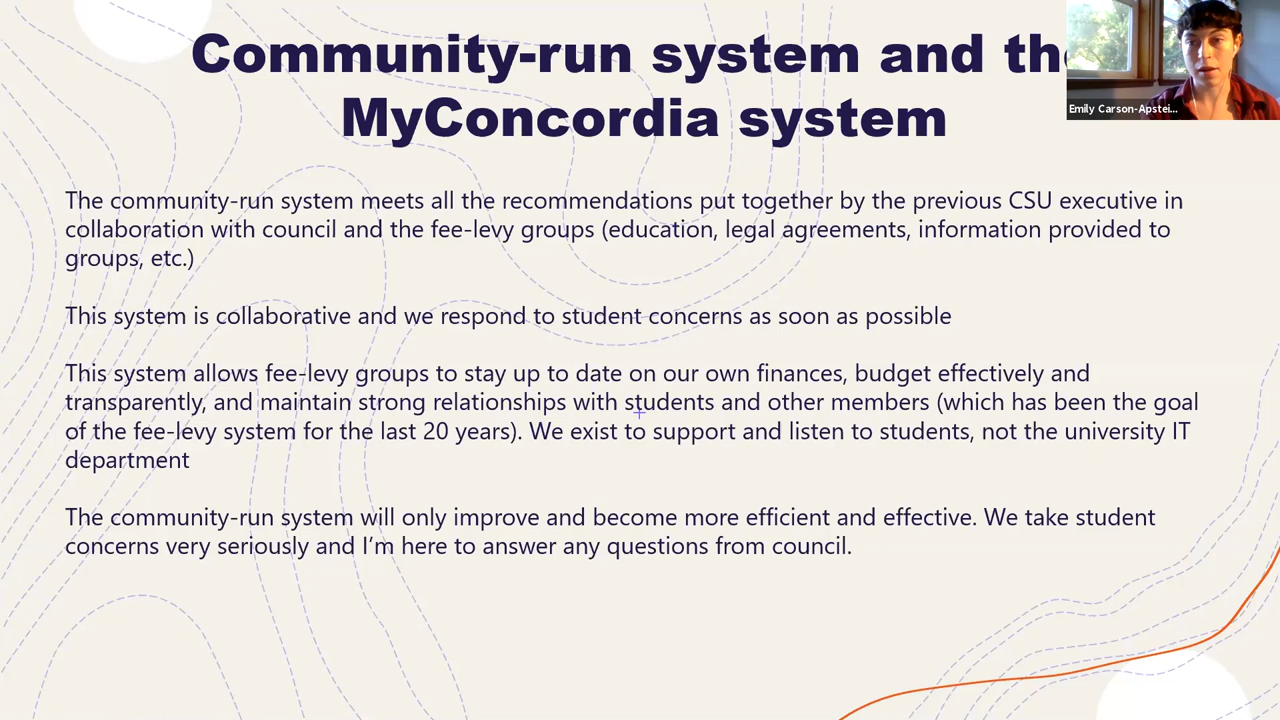 Community-run system and the
MyConcordia system
Emily Carson-Apstei...
The community-run system meets all the recommendations put together by the previous CSU executive in
collaboration with council and the fee-levy groups (education, legal agreements, information provided to
groups, etc.)
This system is collaborative and we respond to student concerns as soon as possible
This system allows fee-levy groups to stay up to date on our own finances, budget effectively and
transparently, and maintain strong relationships with students and other members (which has been the goal
of the fee-levy system for the last 20 years). We exist to support and listen to students, not the university IT
department
The community-run system will only improve and become more efficient and effective. We take student
concerns very seriously and I’m here to answer any questions from council.